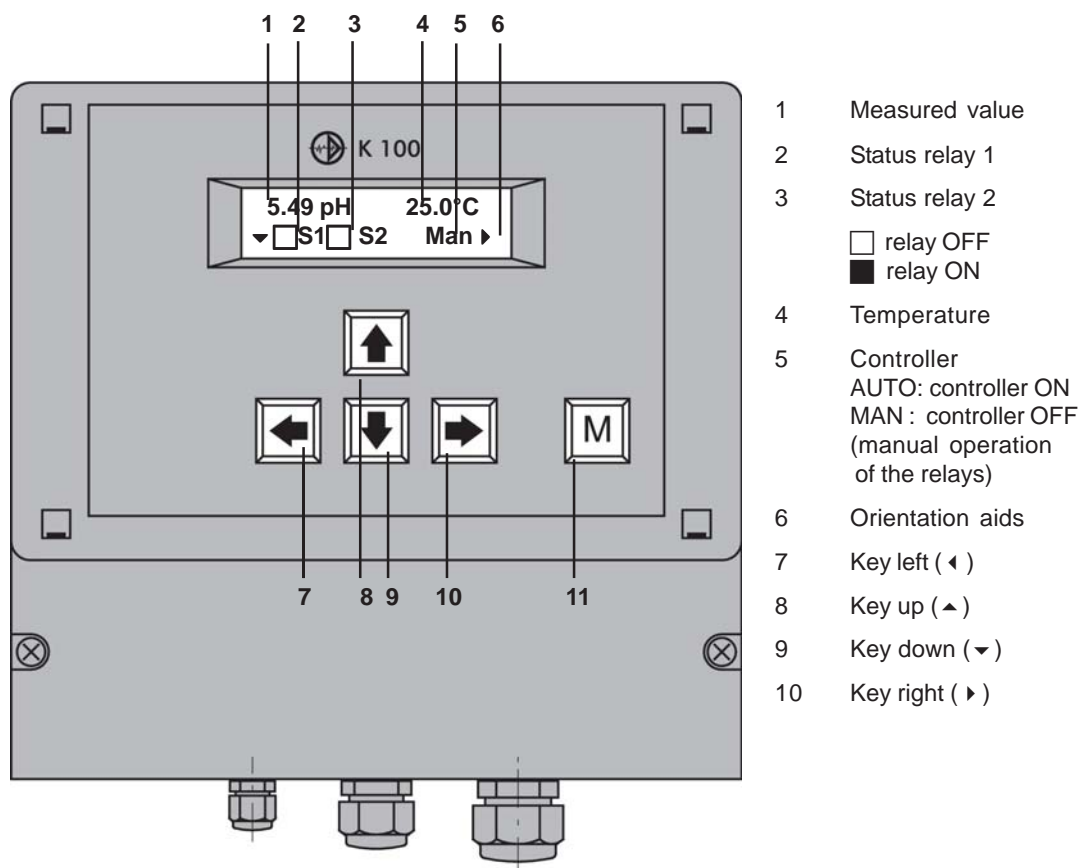 1 2 3 4 5 6
K 100
5.49 pH 25.0°C
S1 S2 Man
M
7 8 9 10 11
1 Measured value
2 Status relay 1
3 Status relay 2
relay OFF
relay ON
4 Temperature
5 Controller
AUTO: controller ON
MAN : controller OFF
(manual operation
of the relays)
6 Orientation aids
7 Key left ( ◂ )
8 Key up ( ▴ )
9 Key down ( ▾ )
10 Key right ( ▸ )